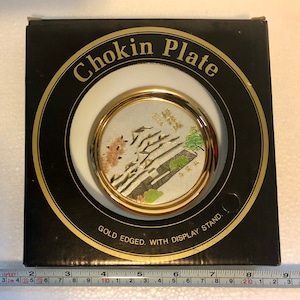 Chokin Plate
GOLD EDGED. WITH DISPLAY STAND.